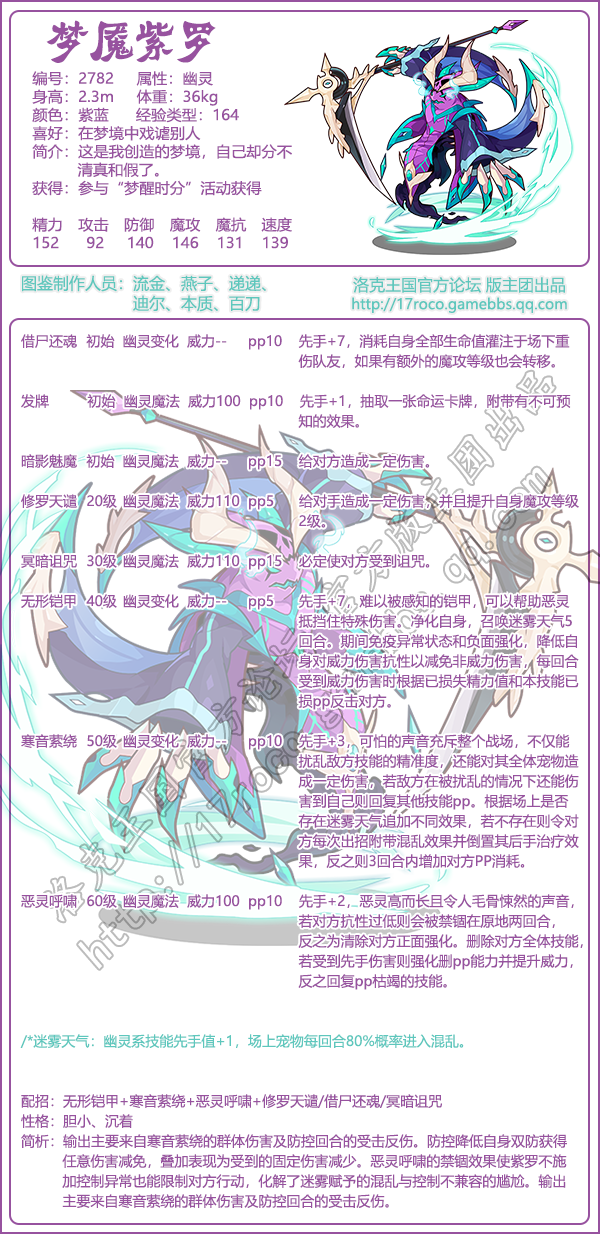 梦魇紫罗
编号：2782 属性：幽灵
身高：2.3m 体重：36kg
颜色：紫蓝 经验类型：164
喜好：在梦境中戏谑别人
简介：这是我创造的梦境，自己却分不
清真和假了。
获得：参与“梦醒时分”活动获得
精力 攻击 防御 魔攻 魔抗 速度
152 92 140 146 131 139
图鉴制作人员：流金、燕子、递递、
迪尔、本质、百刀
洛克王国官方论坛 版主团出品
http://17roco.gamebbs.qq.com
借尸还魂 初始 幽灵变化 威力-- pp10 先手+7，消耗自身全部生命值灌注于场下重
伤队友，如果有额外的魔攻等级也会转移。
发牌 初始 幽灵魔法 威力100 pp10 先手+1，抽取一张命运卡牌，附带有不可预
知的效果。
暗影魅魔 初始 幽灵魔法 威力-- pp15 给对方造成一定伤害。
修罗天谴 20级 幽灵魔法 威力110 pp5 给对手造成一定伤害，并且提升自身魔攻等级
2级。
冥暗诅咒 30级 幽灵魔法 威力110 pp15 必定使对方受到诅咒。
无形铠甲 40级 幽灵变化 威力-- pp5 先手+7，难以被感知的铠甲，可以帮助恶灵
抵挡住特殊伤害。净化自身，召唤迷雾天气5
回合。期间免疫异常状态和负面强化，降低自
身对威力伤害抗性以减免非威力伤害，每回合
受到威力伤害时根据已损失精力值和本技能已
损pp反击对方。
寒音萦绕 50级 幽灵变化 威力-- pp10 先手+3，可怕的声音充斥整个战场，不仅能
扰乱敌方技能的精准度，还能对其全体宠物造
成一定伤害，若敌方在被扰乱的情况下还能伤
害到自己则回复其他技能pp。根据场上是否
存在迷雾天气追加不同效果，若不存在则令对
方每次出招附带混乱效果并倒置其后手治疗效
果，反之则3回合内增加对方PP消耗。
恶灵呼啸 60级 幽灵魔法 威力100 pp10 先手+2，恶灵高而长且令人毛骨悚然的声音，
若对方抗性过低则会被禁锢在原地两回合，
反之为清除对方正面强化。删除对方全体技能，
若受到先手伤害则强化删pp能力并提升威力，
反之回复pp枯竭的技能。
洛克王国官方论坛版主团出品
http://17roco.gamebbs.qq.com
/*迷雾天气：幽灵系技能先手值+1，场上宠物每回合80%概率进入混乱。
配招：无形铠甲+寒音萦绕+恶灵呼啸+修罗天谴/借尸还魂/冥暗诅咒
性格：胆小、沉着
简析：输出主要来自寒音萦绕的群体伤害及防控回合的受击反伤。防控降低自身双防获得
任意伤害减免，叠加表现为受到的固定伤害减少。恶灵呼啸的禁锢效果使紫罗不施
加控制异常也能限制对方行动，化解了迷雾赋予的混乱与控制不兼容的尴尬。输出
主要来自寒音萦绕的群体伤害及防控回合的受击反伤。